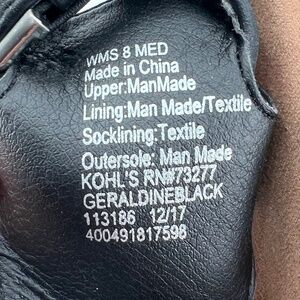 WMS 8 MED
Made in China
Upper:ManMade
Lining:Man Made/Textile
Socklining:Textile
Outersole: Man Made
KOHL'S RN#73277
GERALDINEBLACK
113186 12/17
400491817598